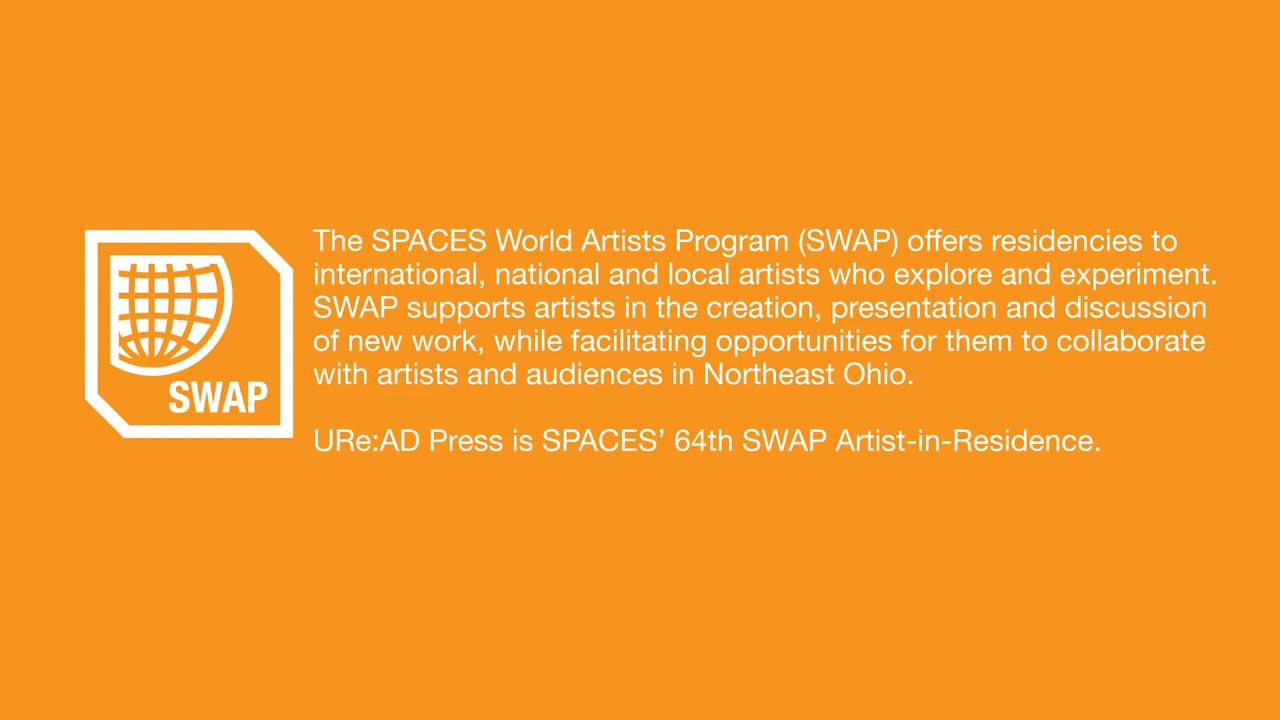 The SPACES World Artists Program (SWAP) offers residencies to
international, national and local artists who explore and experiment.
SWAP supports artists in the creation, presentation and discussion
of new work, while facilitating opportunities for them to collaborate
with artists and audiences in Northeast Ohio.
SWAP
URe:AD Press is SPACES’ 64th SWAP Artist-in-Residence.